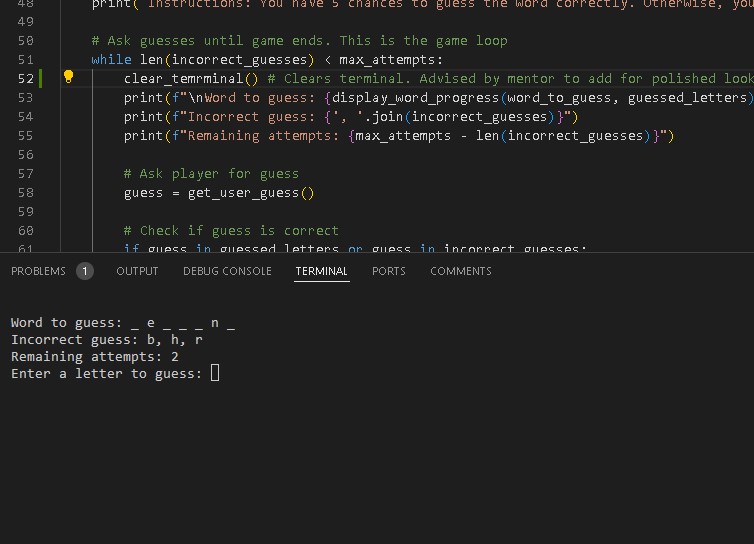 48 print( Instructions: You have 5 chances to guess the word correctly. Otherwise, you
49
50 # Ask guesses until game ends. This is the game loop
51 while len(incorrect_guesses) < max_attempts:
52 clear_temrminal() # Clears terminal. Advised by mentor to add for polished look
53 print(f"\nWord to guess: {display_word_progress(word_to_guess, guessed_letters)
54 print(f"Incorrect guess: {', '.join(incorrect_guesses)}")
55 print(f"Remaining attempts: {max_attempts - len(incorrect_guesses)}")
56
57 # Ask player for guess
58 guess = get_user_guess()
59
60 # Check if guess is correct
61 if guess in guessed_letters or guess in incorrect_guesses:
PROBLEMS 1 OUTPUT DEBUG CONSOLE TERMINAL PORTS COMMENTS
Word to guess: _ e _ _ _ n _
Incorrect guess: b, h, r
Remaining attempts: 2
Enter a letter to guess: